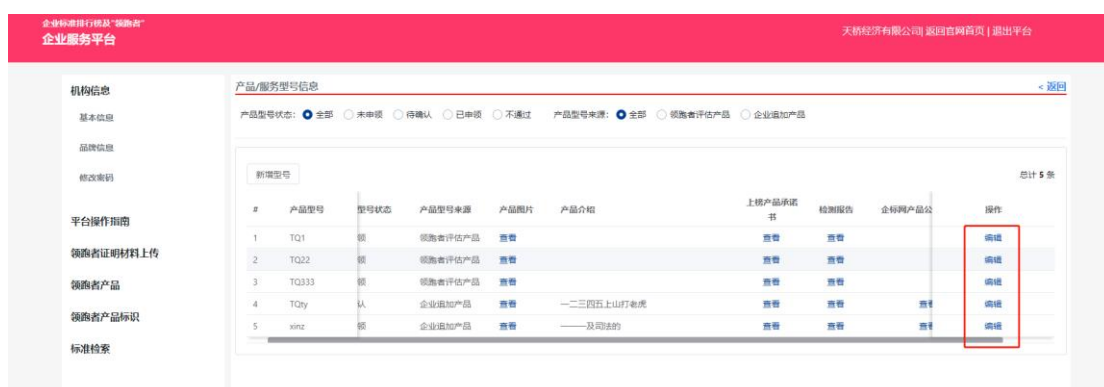 企业标准排行榜及"领跑者"
企业服务平台
天桥经济有限公司| 返回官网首页 | 退出平台
机构信息
基本信息
品牌信息
修改密码
平台操作指南
领跑者证明材料上传
领跑者产品
领跑者产品标识
标准检索
产品/服务型号信息 < 返回
产品型号状态: 全部 未申领 待确认 已申领 不通过 产品型号来源: 全部 领跑者评估产品 企业追加产品
新增型号 总计 5 条
# 产品型号 型号状态 产品型号来源 产品图片 产品介绍 上榜产品承诺书 检测报告 企标网产品公 操作
1 TQ1 领 领跑者评估产品 查看 查看 查看 编辑
2 TQ22 领 领跑者评估产品 查看 查看 查看 编辑
3 TQ333 领 领跑者评估产品 查看 查看 查看 编辑
4 TQty 认 企业追加产品 查看 一二三四五上山打老虎 查看 查看 查看 编辑
5 xinz 领 企业追加产品 查看 ———及司法的 查看 查看 查看 编辑